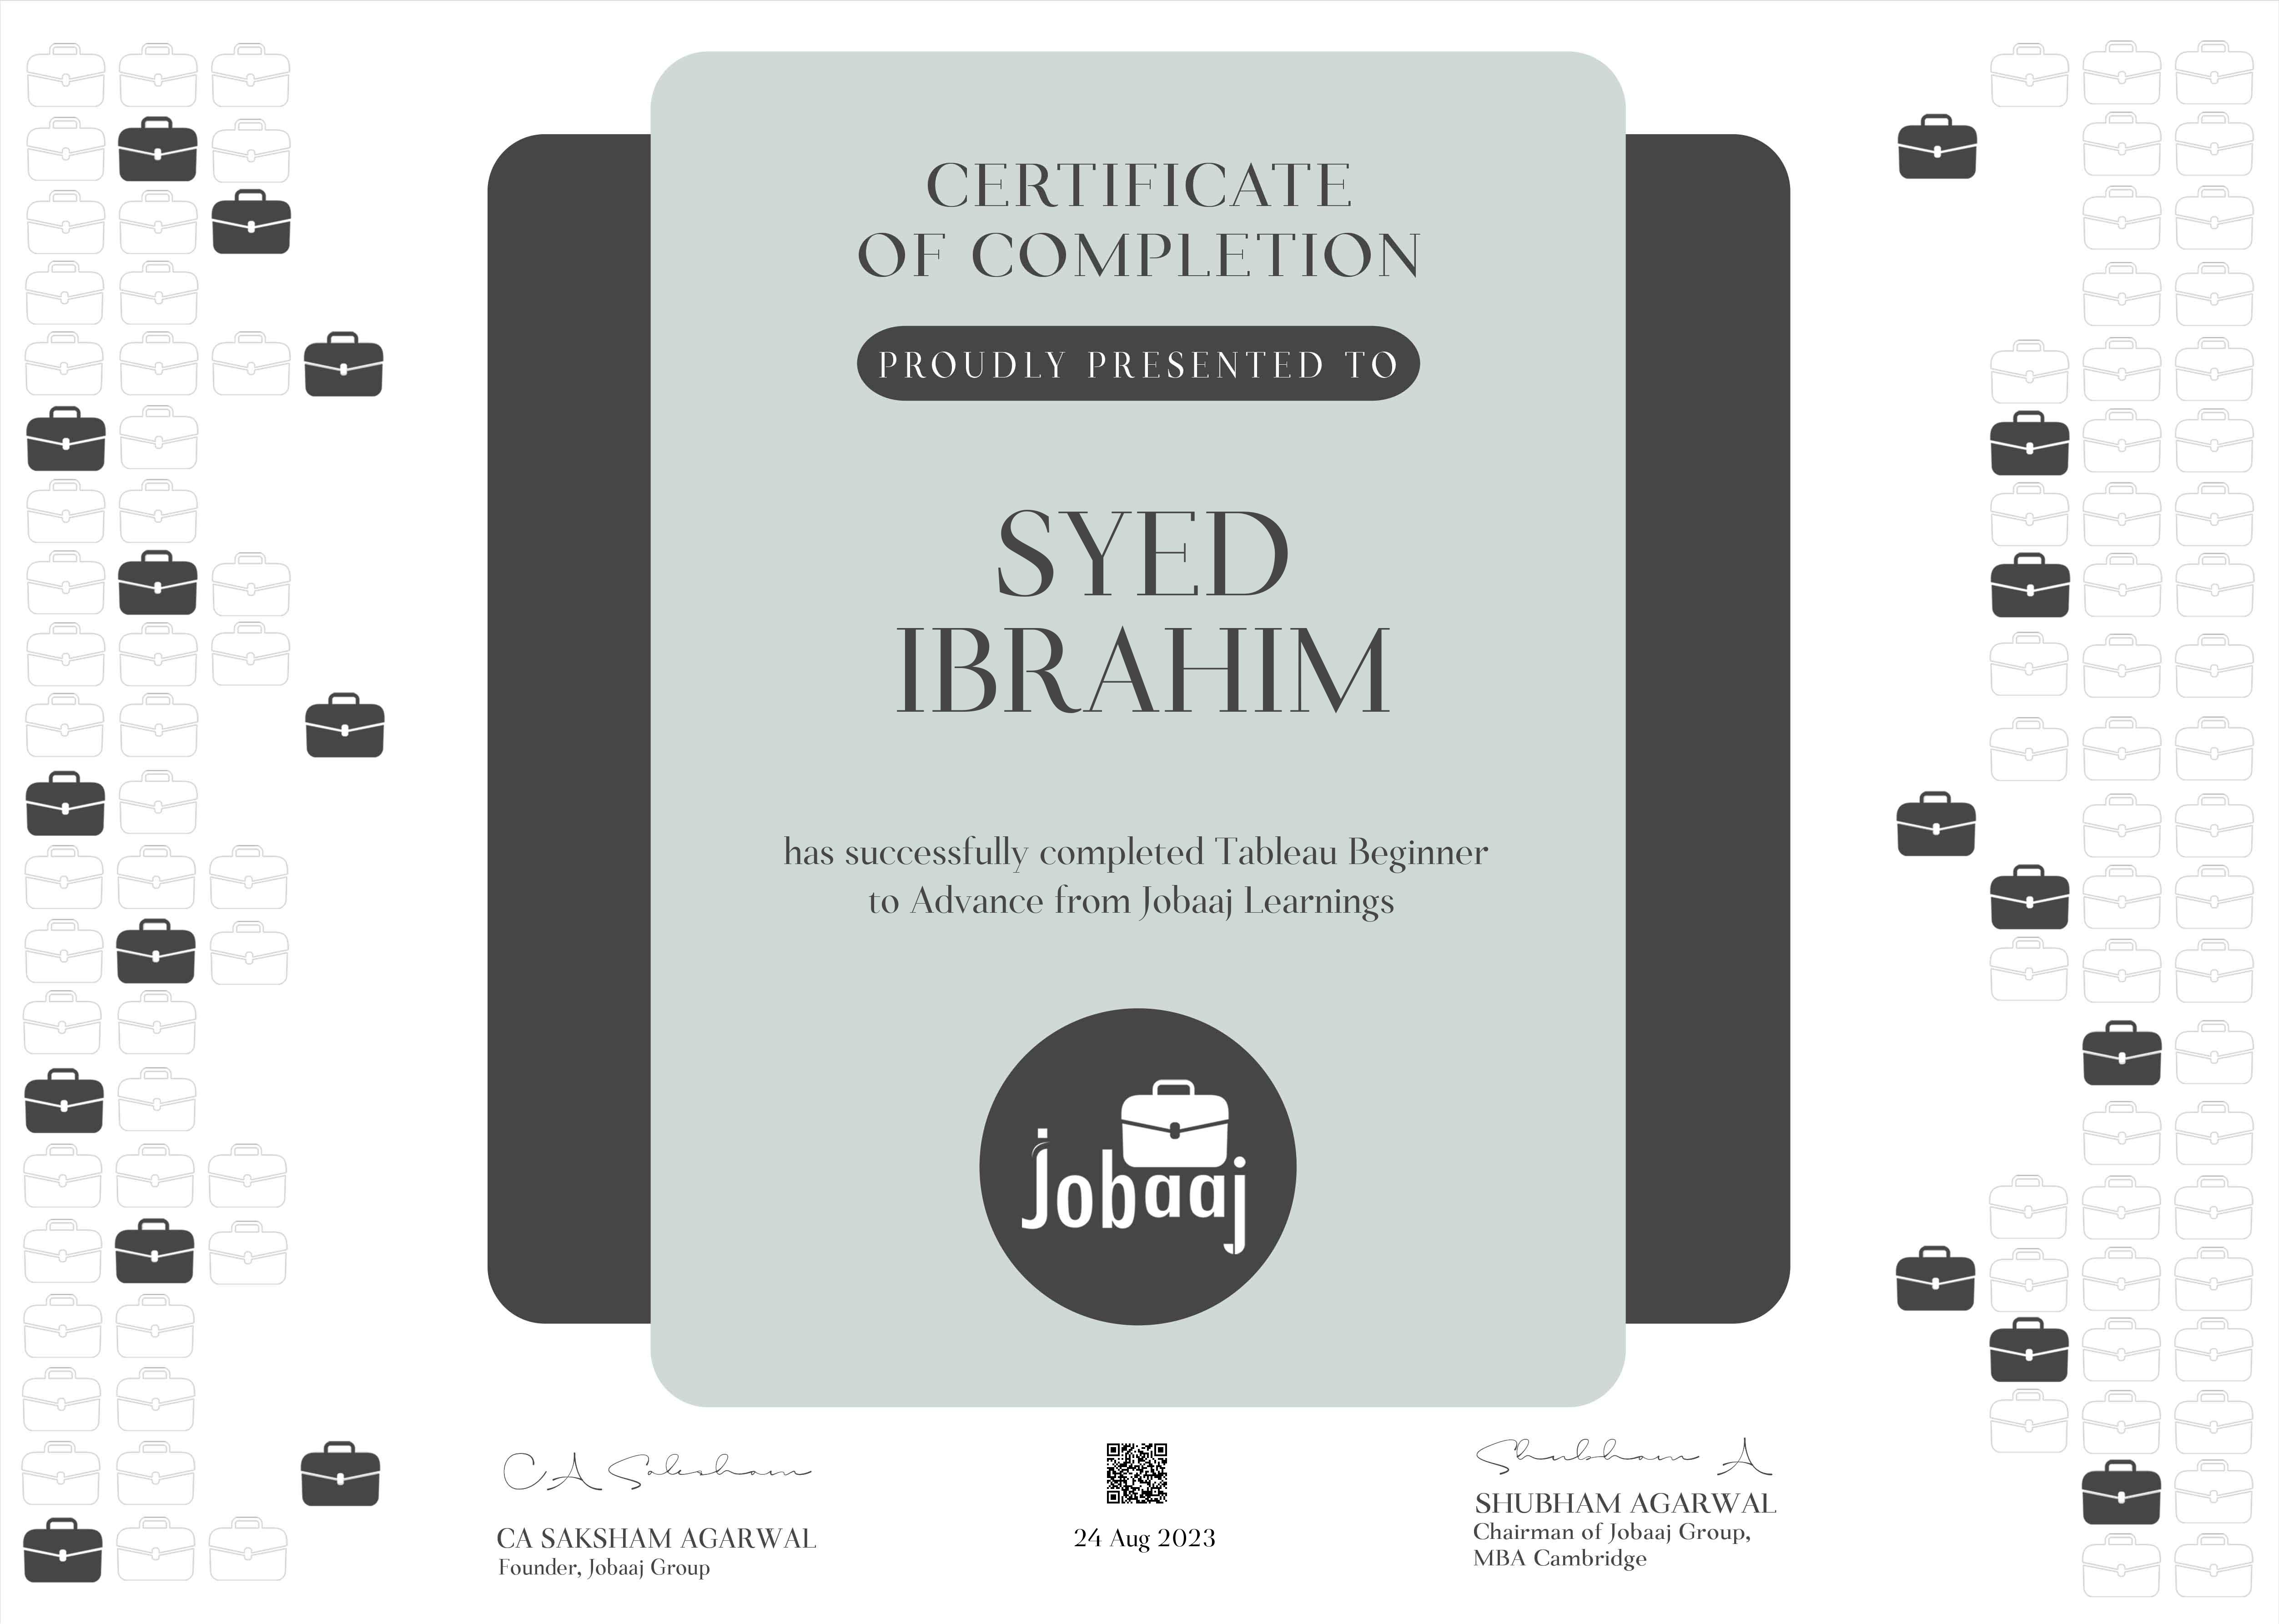 CERTIFICATE
OF COMPLETION
PROUDLY PRESENTED TO
SYED
IBRAHIM
has successfully completed Tableau Beginner
to Advance from Jobaaj Learnings
jobaaj
CA Saksham
CA SAKSHAM AGARWAL
Founder, Jobaaj Group
24 Aug 2023
Shubham A
SHUBHAM AGARWAL
Chairman of Jobaaj Group,
MBA Cambridge